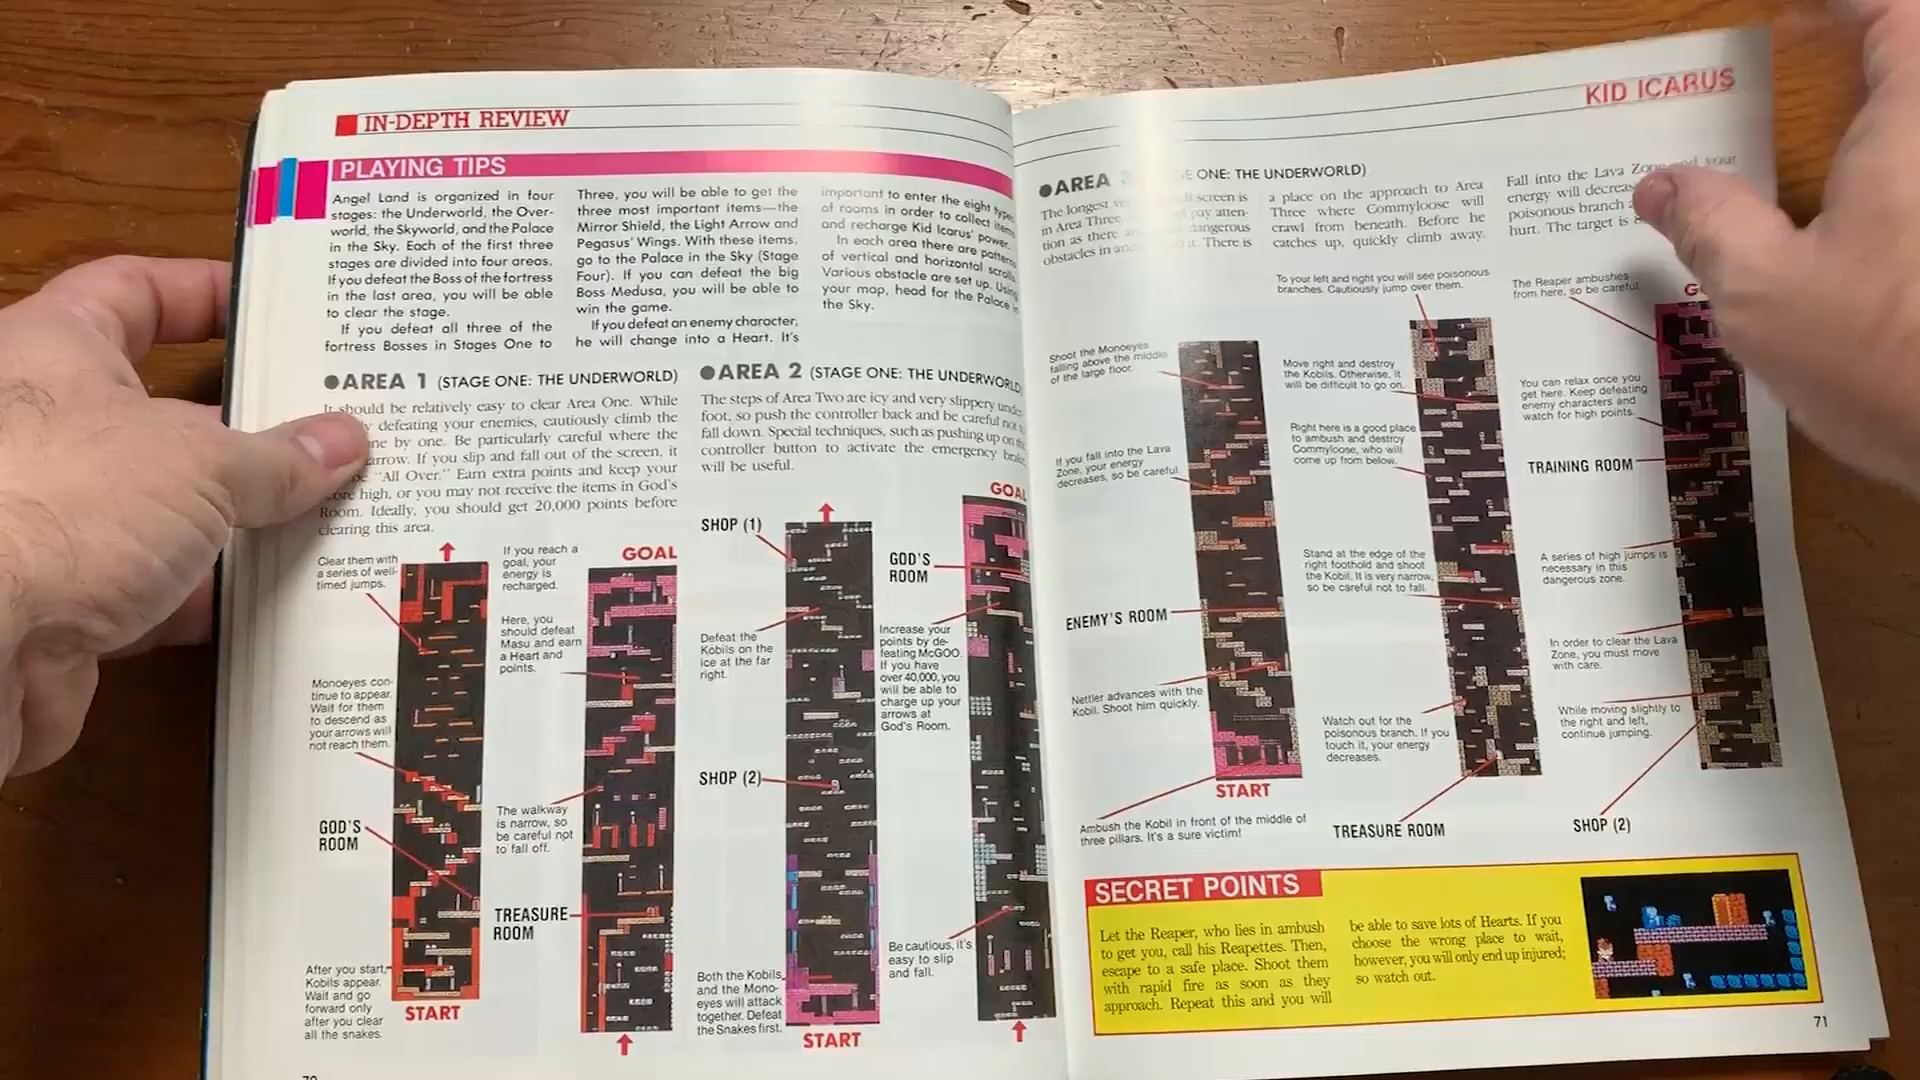 IN-DEPTH REVIEW
PLAYING TIPS
Angel Land is organized in four
stages: the Underworld, the Over-
world, the Skyworld, and the Palace
in the Sky. Each of the first three
stages are divided into four areas.
If you defeat the Boss of the fortress
in the last area, you will be able
to clear the stage.
If you defeat all three of the
fortress Bosses in Stages One to
Three, you will be able to get the
three most important items—the
Mirror Shield, the Light Arrow and
Pegasus' Wings. With these items,
go to the Palace in the Sky (Stage
Four). If you can defeat the big
Boss Medusa, you will be able to
win the game.
If you defeat an enemy character,
he will change into a Heart. It's
important to enter the eight types
of rooms in order to collect items
and recharge Kid Icarus' power.
In each area there are patterns
of vertical and horizontal scrolls.
Various obstacle are set up. Using
your map, head for the Palace in
the Sky.
AREA 1 (STAGE ONE: THE UNDERWORLD)
It should be relatively easy to clear Area One. While
defeating your enemies, cautiously climb the
one by one. Be particularly careful where the
arrow. If you slip and fall out of the screen, it
be "All Over." Earn extra points and keep your
high, or you may not receive the items in God's
Room. Ideally, you should get 20,000 points before
clearing this area.
Clear them with
a series of well-
timed jumps.
Monoeyes con-
tinue to appear.
Wait for them
to descend as
your arrows will
not reach them.
GOD'S
ROOM
After you start,
Kobils appear.
Wait and go
forward only
after you clear
all the snakes.
START
If you reach a
goal, your
energy is
recharged.
GOAL
Here, you
should defeat
Masu and earn
a Heart and
points.
The walkway
is narrow, so
be careful not
to fall off.
TREASURE
ROOM
AREA 2 (STAGE ONE: THE UNDERWORLD)
The steps of Area Two are icy and very slippery under
foot, so push the controller back and be careful not to
fall down. Special techniques, such as pushing up on the
controller button to activate the emergency brake
will be useful.
SHOP (1)
Defeat the
Kobils on the
ice at the far
right.
SHOP (2)
Both the Kobils
and the Mono-
eyes will attack
together. Defeat
the Snakes first.
START
GOAL
GOD'S
ROOM
Increase your
points by de-
feating McGOO.
If you have
over 40,000, you
will be able to
charge up your
arrows at
God's Room.
Be cautious, it's
easy to slip
and fall.
KID ICARUS
AREA ONE: THE UNDERWORLD)
The longest screen is
in Area Three. pay atten-
tion as there dangerous
obstacles in it. There is
a place on the approach to Area
Three where Commyloose will
crawl from beneath. Before he
catches up, quickly climb away.
Fall into the Lava Zone and your
energy will decrease
poisonous branch
hurt. The target is
Shoot the Monoeyes
falling above the middle
of the large floor.
If you fall into the Lava
Zone, your energy
decreases, so be careful.
ENEMY'S ROOM
Nettler advances with the
Kobil. Shoot him quickly.
START
Ambush the Kobil in front of the middle of
three pillars. It's a sure victim!
To your left and right you will see poisonous
branches. Cautiously jump over them.
Move right and destroy
the Kobils. Otherwise, it
will be difficult to go on.
Right here is a good place
to ambush and destroy
Commyloose, who will
come up from below.
Stand at the edge of the
right foothold and shoot
the Kobil. It is very narrow,
so be careful not to fall.
Watch out for the
poisonous branch. If you
touch it, your energy
decreases.
TREASURE ROOM
The Reaper ambushes
from here, so be careful.
You can relax once you
get here. Keep defeating
enemy characters and
watch for high points.
TRAINING ROOM
A series of high jumps is
necessary in this
dangerous zone.
In order to clear the Lava
Zone, you must move
with care.
While moving slightly to
the right and left,
continue jumping.
SHOP (2)
SECRET POINTS
Let the Reaper, who lies in ambush
to get you, call his Reapettes. Then,
escape to a safe place. Shoot them
with rapid fire as soon as they
approach. Repeat this and you will
be able to save lots of Hearts. If you
choose the wrong place to wait,
however, you will only end up injured;
so watch out.
71